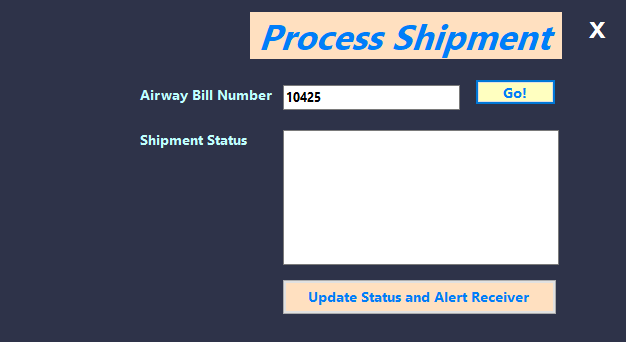 Process Shipment
X
Airway Bill Number
10425
Go!
Shipment Status
Update Status and Alert Receiver